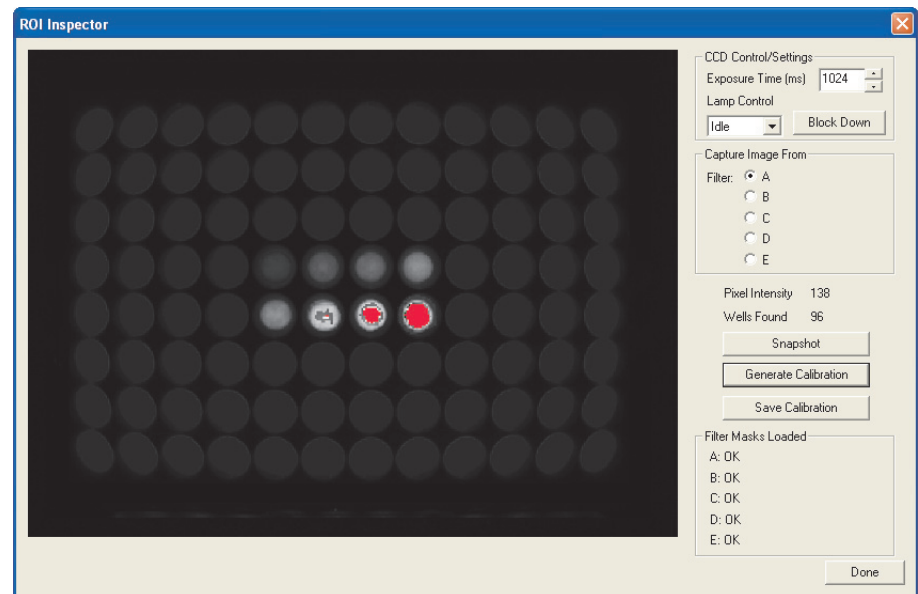 ROI Inspector
CCD Control/Settings
Exposure Time (ms) 1024
Lamp Control
Idle Block Down
Capture Image From
Filter: A
B
C
D
E
Pixel Intensity 138
Wells Found 96
Snapshot
Generate Calibration
Save Calibration
Filter Masks Loaded
A: OK
B: OK
C: OK
D: OK
E: OK
Done